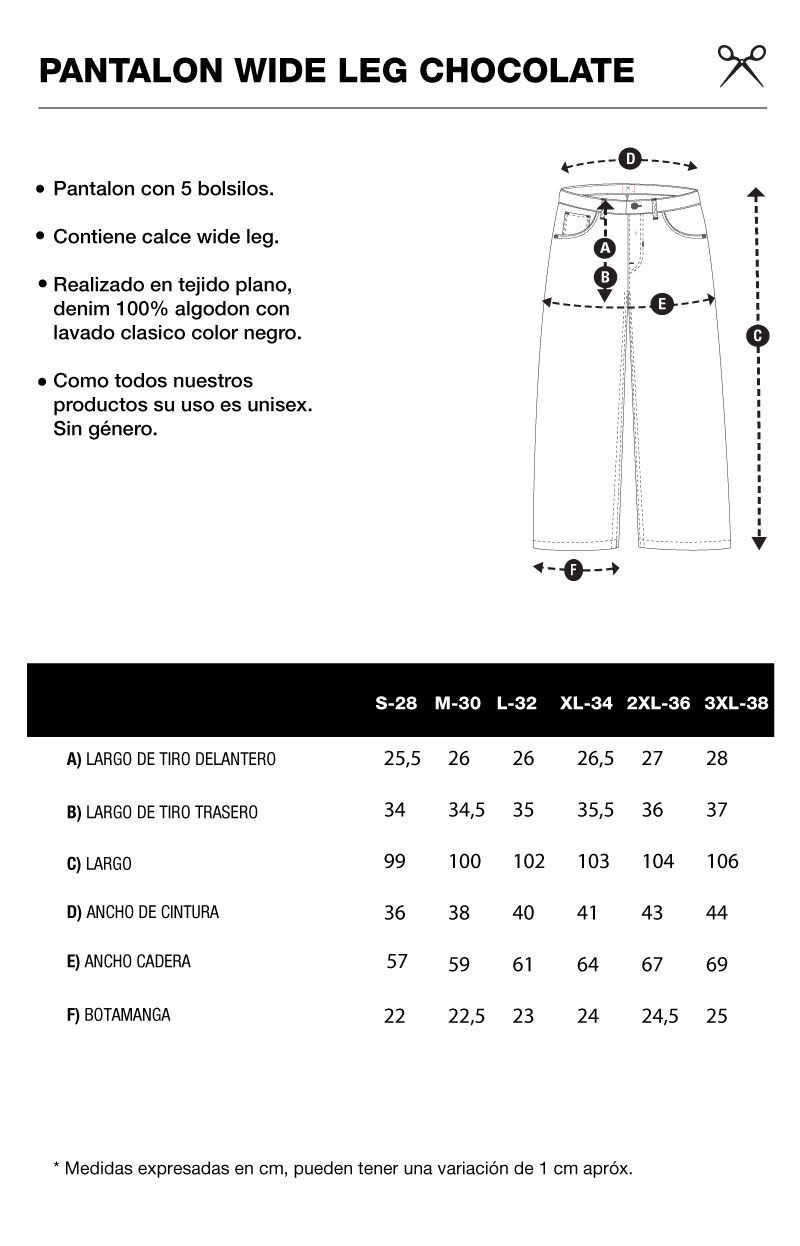 PANTALON WIDE LEG CHOCOLATE
• Pantalon con 5 bolsilos.
• Contiene calce wide leg.
• Realizado en tejido plano,
denim 100% algodon con
lavado clasico color negro.
• Como todos nuestros
productos su uso es unisex.
Sin género.
D
A
B
E
C
F
S-28 M-30 L-32 XL-34 2XL-36 3XL-38
A) LARGO DE TIRO DELANTERO 25,5 26 26 26,5 27 28
B) LARGO DE TIRO TRASERO 34 34,5 35 35,5 36 37
C) LARGO 99 100 102 103 104 106
D) ANCHO DE CINTURA 36 38 40 41 43 44
E) ANCHO CADERA 57 59 61 64 67 69
F) BOTAMANGA 22 22,5 23 24 24,5 25
* Medidas expresadas en cm, pueden tener una variación de 1 cm apróx.